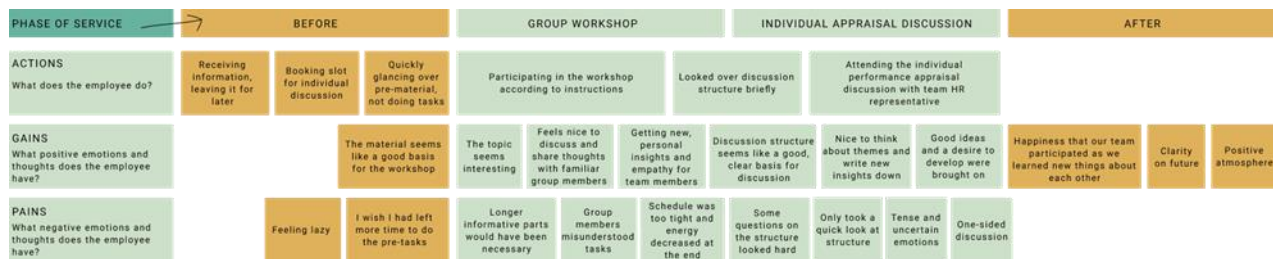 PHASE OF SERVICE
BEFORE
GROUP WORKSHOP
INDIVIDUAL APPRAISAL DISCUSSION
AFTER
ACTIONS
What does the employee do?
Receiving
information,
leaving it for
later
Booking slot
for individual
discussion
Quickly
glancing over
pre-material,
not doing tasks
Participating in the workshop
according to instructions
Looked over discussion
structure briefly
Attending the individual
performance appraisal
discussion with team HR
representative
GAINS
What positive emotions and
thoughts does the employee
have?
The material seems
like a good basis
for the workshop
The topic
seems
interesting
Feels nice to
discuss and
share thoughts
with familiar
group members
Getting new,
personal
insights and
empathy for
team members
Discussion structure
seems like a good,
clear basis for
discussion
Nice to think
about themes and
write new
insights down
Good ideas
and a desire to
develop were
brought on
Happiness that our team
participated as we
learned new things about
each other
Clarity
on future
Positive
atmosphere
PAINS
What negative emotions and
thoughts does the employee
have?
Feeling lazy
I wish I had left
more time to do
the pre-tasks
Longer
informative parts
would have been
necessary
Group
members
misunderstood
tasks
Schedule was
too tight and
energy
decreased at
the end
Some
questions on
the structure
looked hard
Only took a
quick look at
structure
Tense and
uncertain
emotions
One-sided
discussion